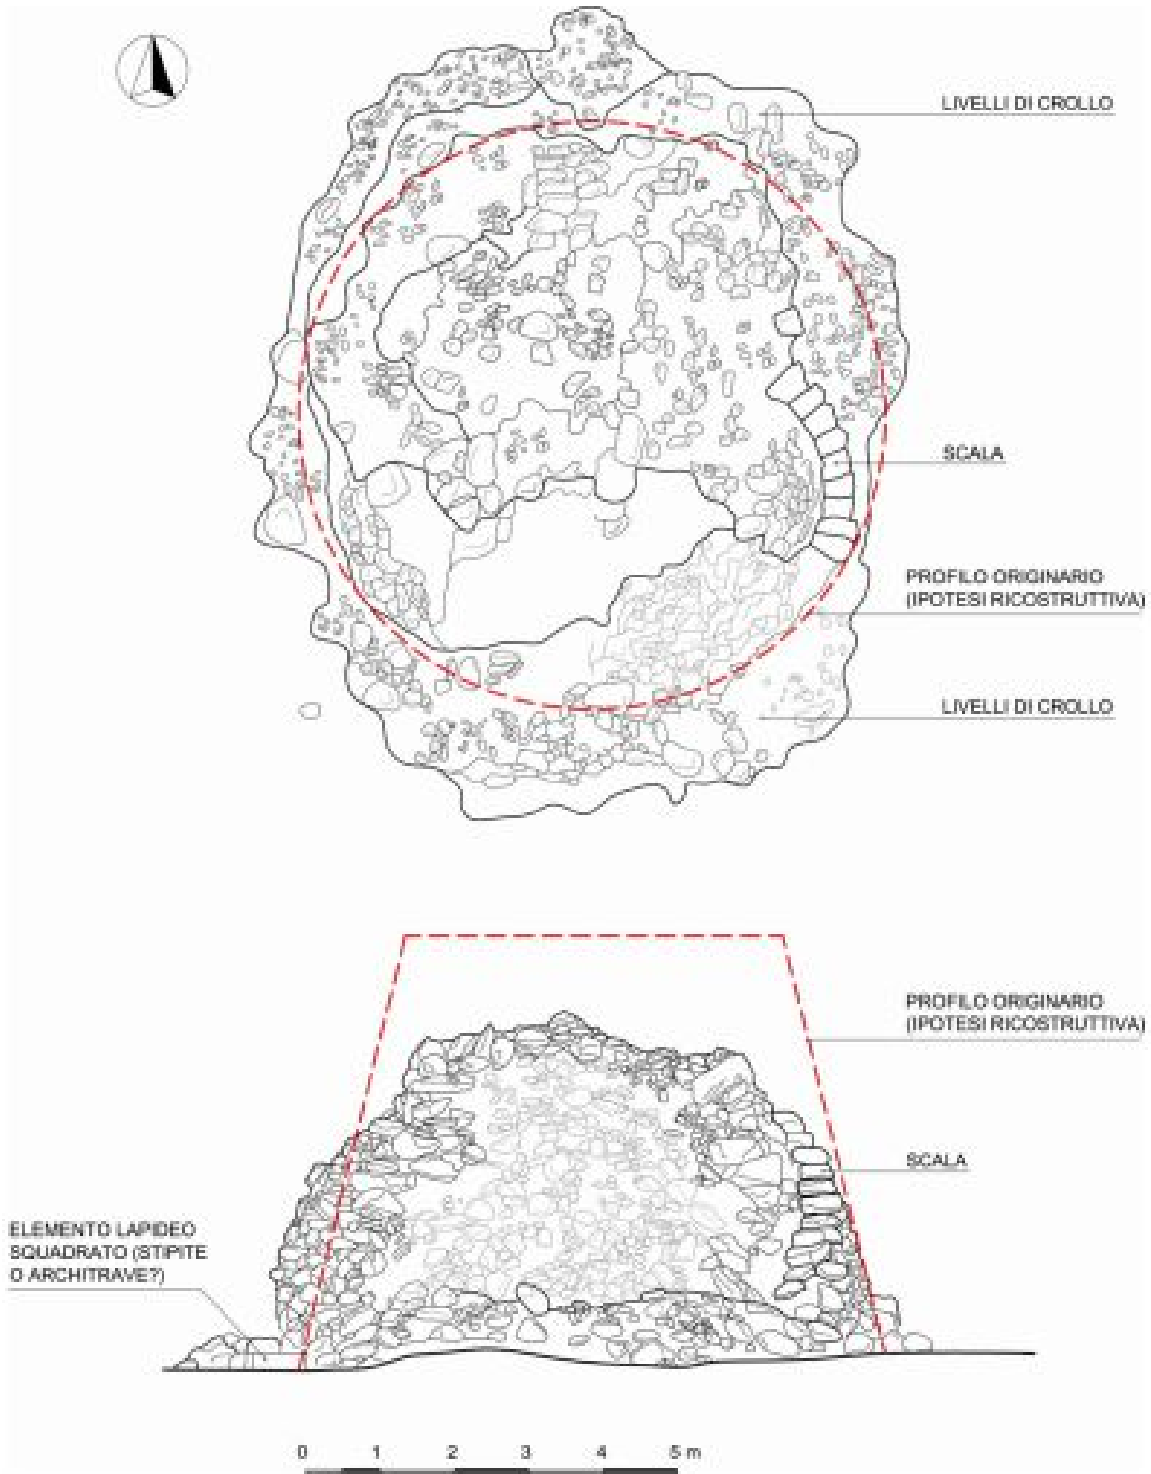 LIVELLI DI CROLLO
SCALA
PROFILO ORIGINARIO
(IPOTESI RICOSTRUTTIVA)
LIVELLI DI CROLLO
PROFILO ORIGINARIO
(IPOTESI RICOSTRUTTIVA)
SCALA
ELEMENTO LAPIDEO
SQUADRATO (STIPITE
O ARCHITRAVE?)
0 1 2 3 4 5 m